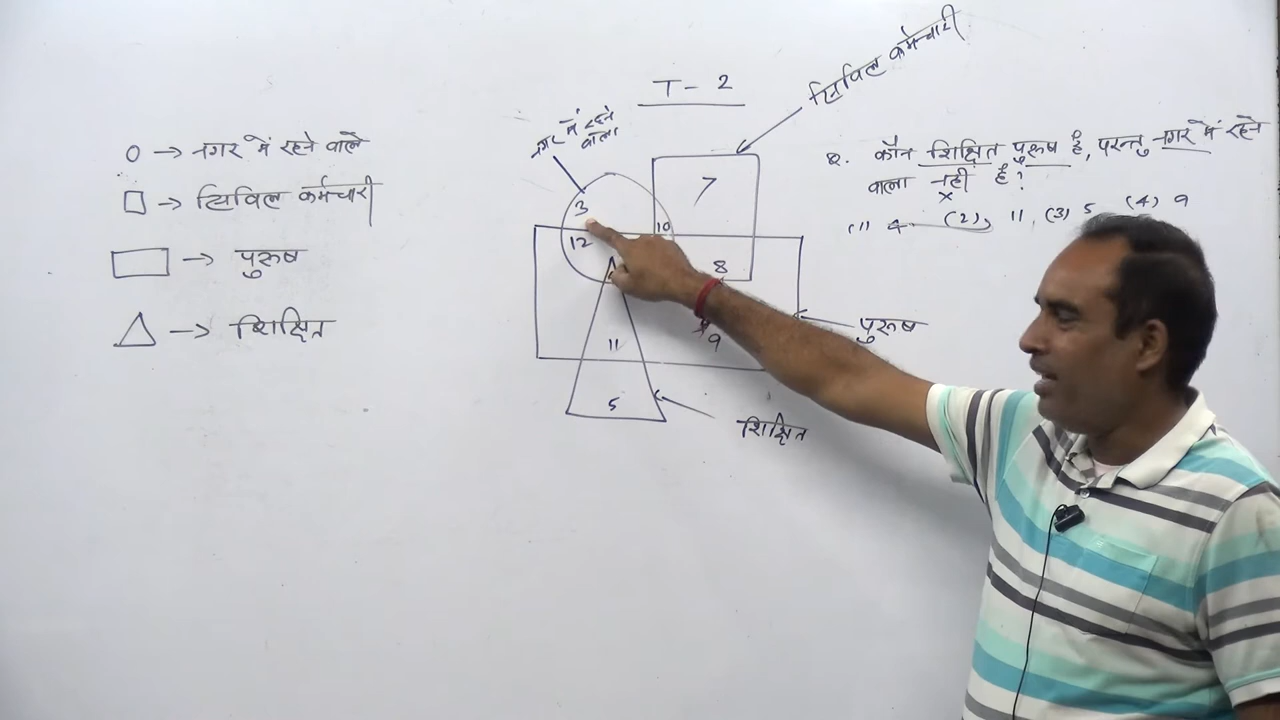 T - 2
सिविल कर्मचारी
नगर में रहने
वाला
○ → नगर में रहने वाले
□ → सिविल कर्मचारी
▭ → पुरुष
△ → शिक्षित
Q. कौन शिक्षित पुरुष है, परन्तु नगर में रहने
वाला नहीं है?
(1) 4 (2) 11, (3) 5 (4) 9
3
7
12
10
8
11
9
5
पुरुष
शिक्षित